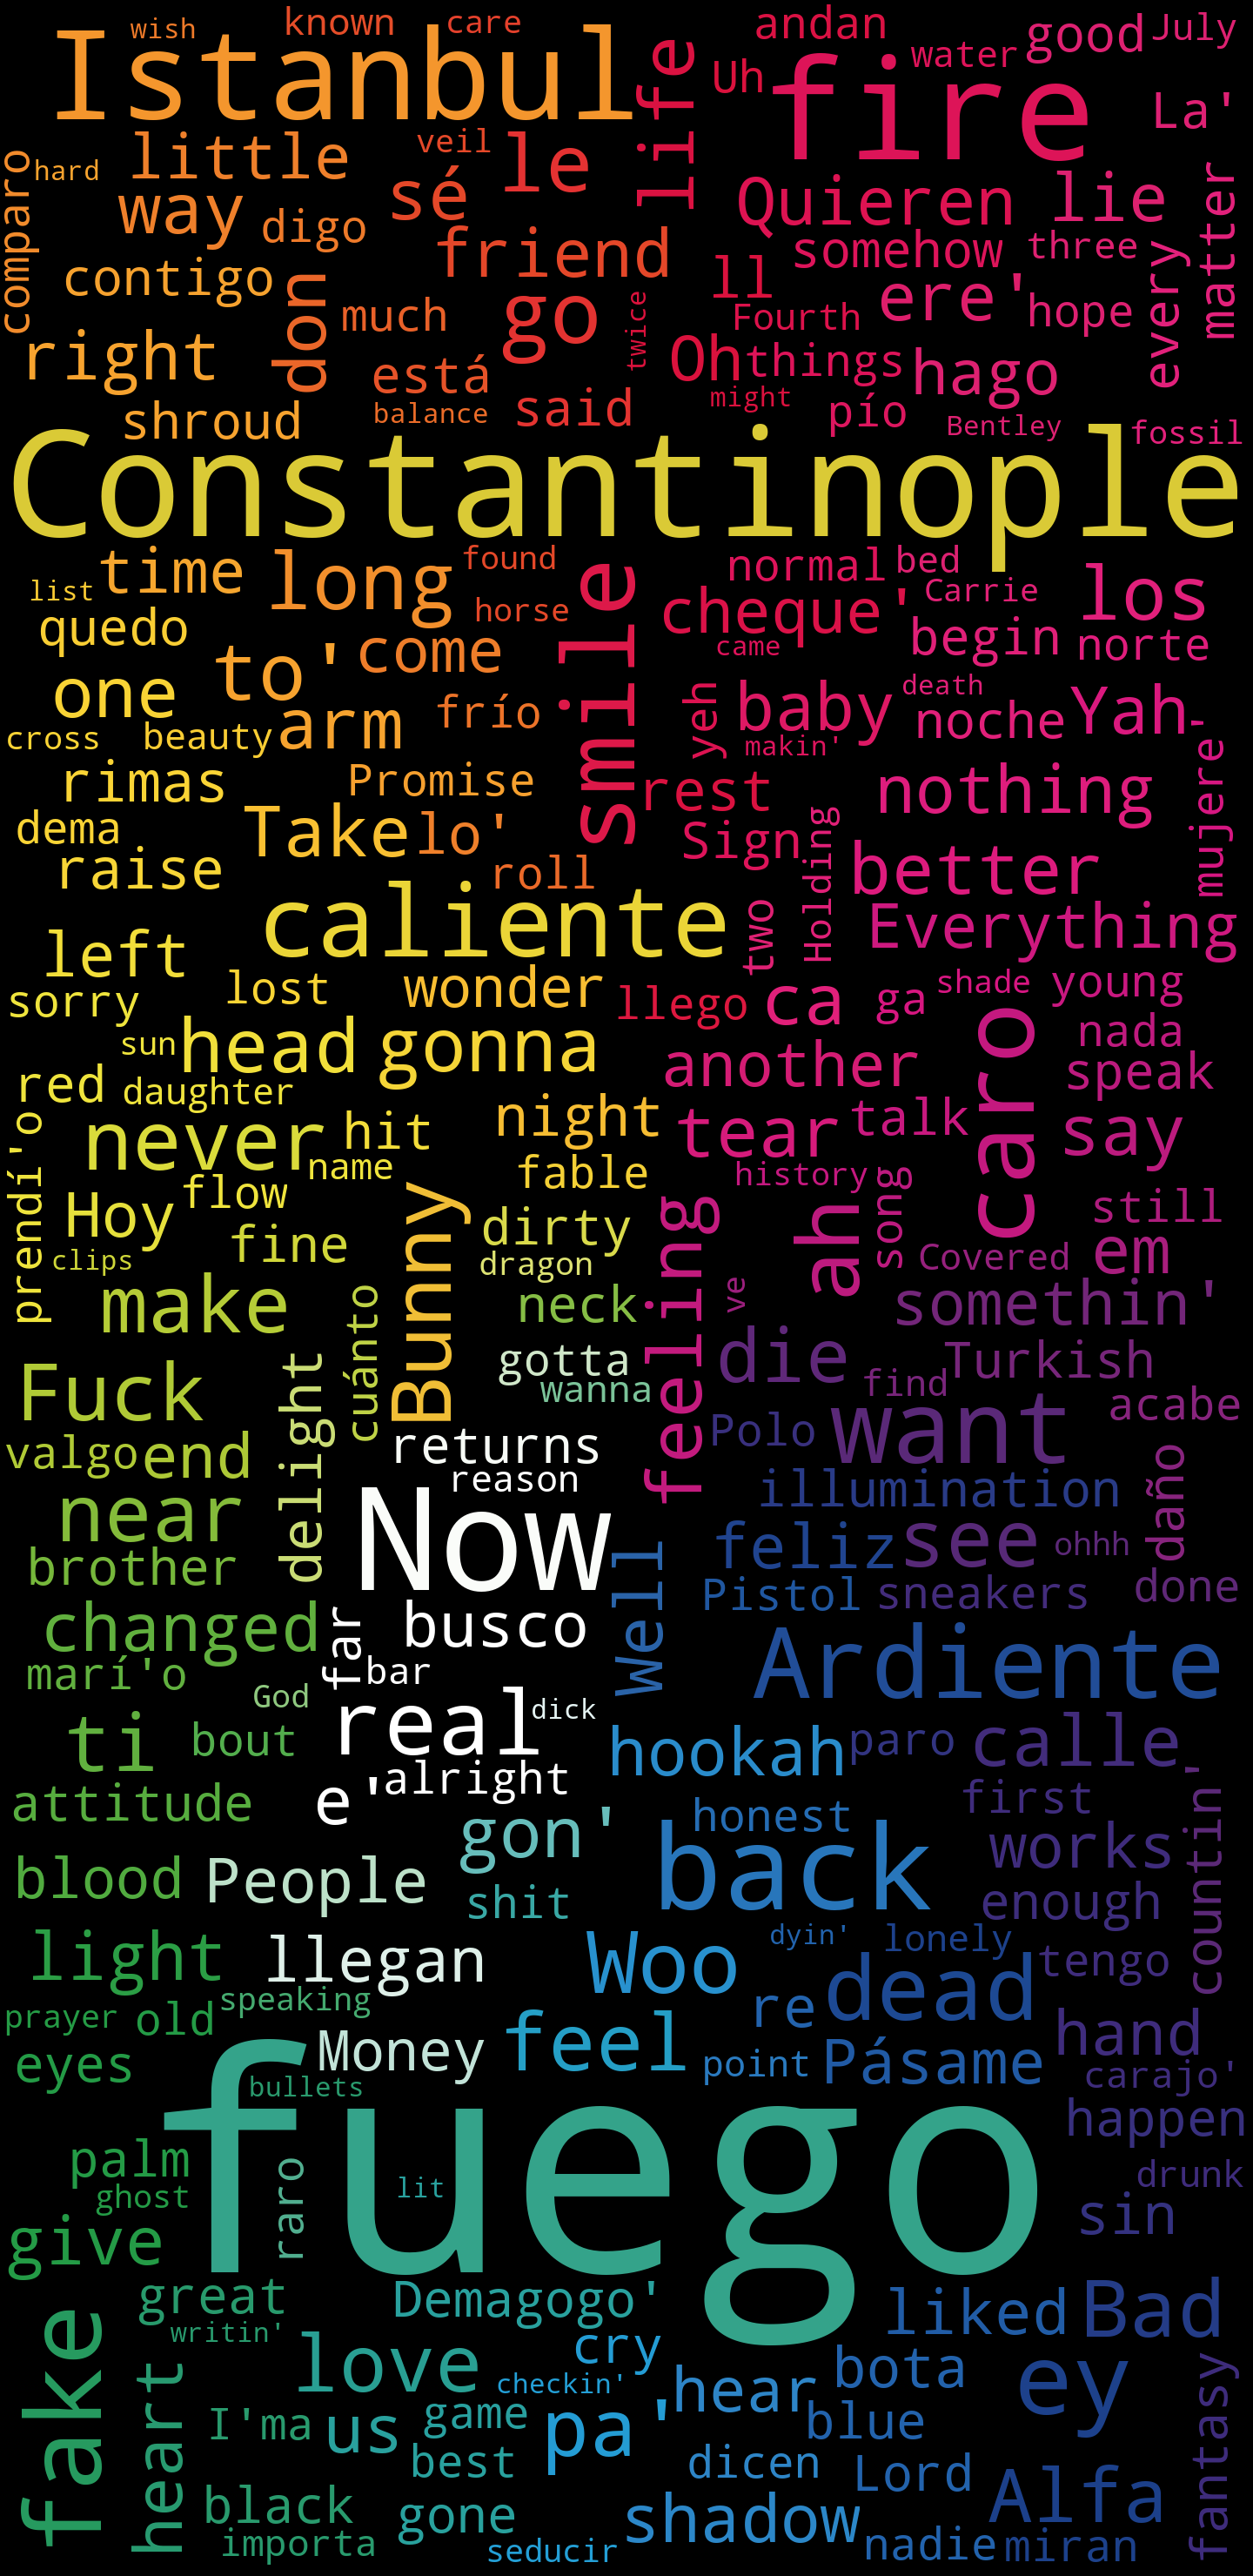 wish known care andan good July
Istanbul life Uh water fire La'
comparo hard little veil le Quieren lie matter
way digo sé friend somehow three every
contigo don much go twice ll Fourth ere' hope
right está Oh things hago
shroud balance said might pío Bentley fossil
Constantinople
list time long found smile normal bed Carrie los
quedo horse cheque' begin norte
one to' come came
cross beauty arm frío yeh baby death noche Yah-
makin'
rimas Promise rest nothing mujere'
dema Take lo' Sign Holding
raise roll better
left caliente two Everything
sorry lost wonder llego ca ga shade young
sun head gonna caro nada
red daughter another speak
prendí'o never hit night tear talk say
name fable history
Hoy flow Bunny dirty feeling ah song still
clips fine dragon Covered em
make cuánto neck ve somethin'
Fuck delight gotta die Turkish
wanna find acabe
valgo end returns Polo want
near reason illumination daño
brother Now Well feliz see ohhh
Pistol sneakers done
changed far busco Ardiente
marí'o bar
ti God real dick hookah paro calle
bout alright
attitude e' gon' honest first countin'
blood People back works
shit enough
light llegan Woo dyin' lonely tengo
prayer old speaking re dead
eyes Money feel point Pásame hand
bullets carajo'
fuego happen
palm raro lit drunk
ghost sin
give
fake great Demagogo' liked Bad
writin' cry
heart love checkin' hear bota ey fantasy
I'ma us game pa' blue
best dicen Lord Alfa
black gone shadow
importa seducir nadie miran